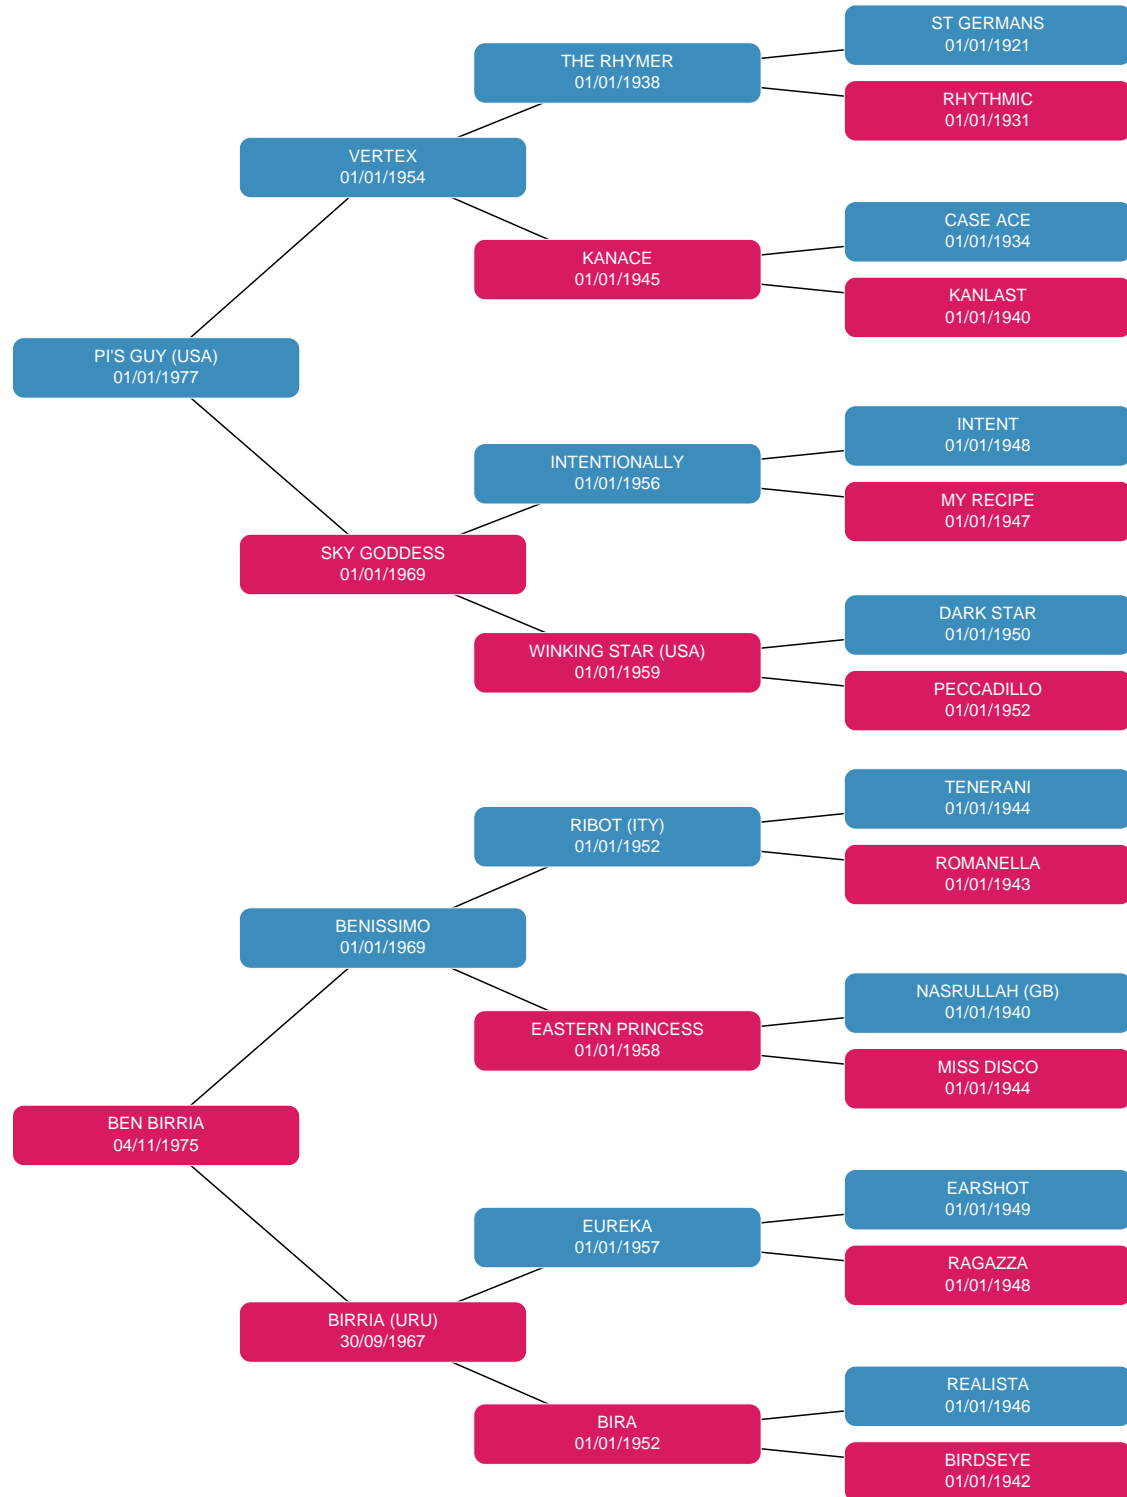 ST GERMANS
01/01/1921
THE RHYMER
01/01/1938
RHYTHMIC
01/01/1931
VERTEX
01/01/1954
CASE ACE
01/01/1934
KANACE
01/01/1945
KANLAST
01/01/1940
PI'S GUY (USA)
01/01/1977
INTENT
01/01/1948
INTENTIONALLY
01/01/1956
MY RECIPE
01/01/1947
SKY GODDESS
01/01/1969
DARK STAR
01/01/1950
WINKING STAR (USA)
01/01/1959
PECCADILLO
01/01/1952
TENERANI
01/01/1944
RIBOT (ITY)
01/01/1952
ROMANELLA
01/01/1943
BENISSIMO
01/01/1969
NASRULLAH (GB)
01/01/1940
EASTERN PRINCESS
01/01/1958
MISS DISCO
01/01/1944
BEN BIRRIA
04/11/1975
EARSHOT
01/01/1949
EUREKA
01/01/1957
RAGAZZA
01/01/1948
BIRRIA (URU)
30/09/1967
REALISTA
01/01/1946
BIRA
01/01/1952
BIRDSEYE
01/01/1942